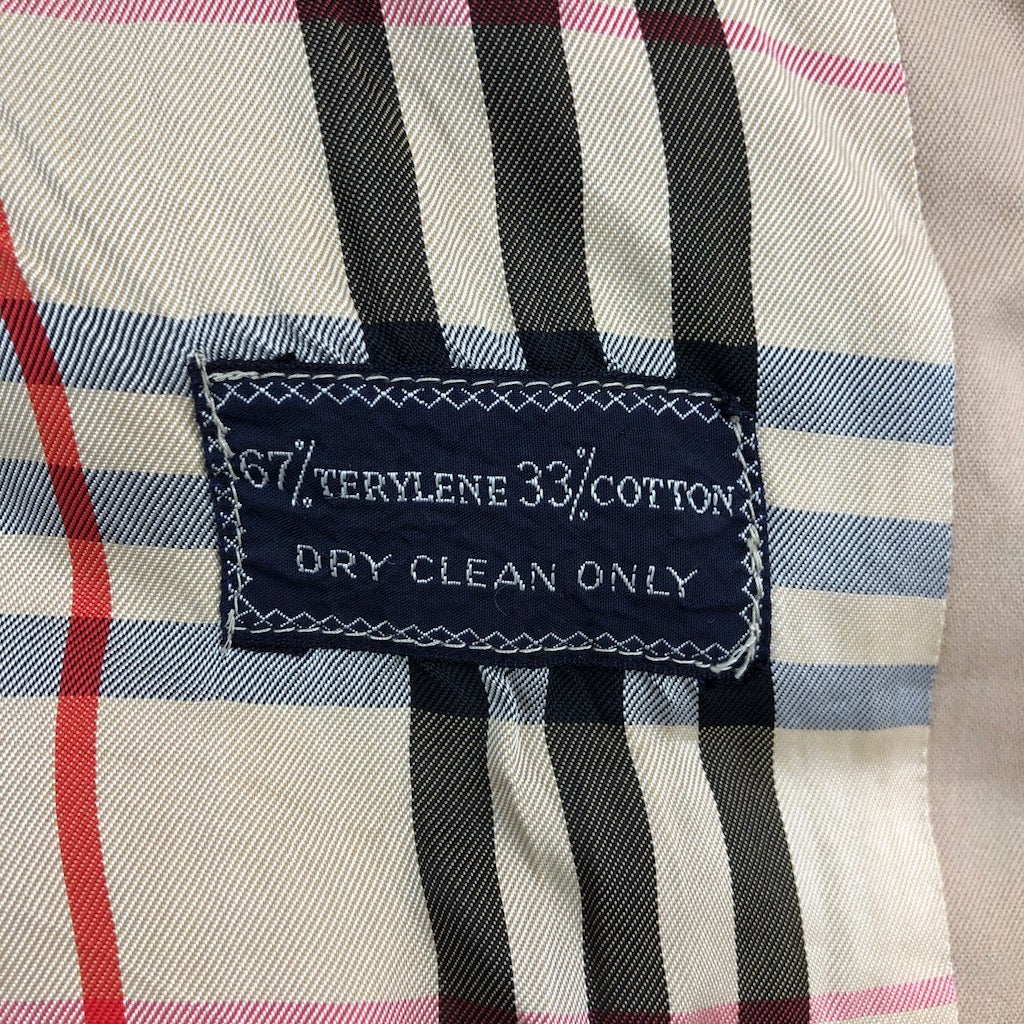 67% TERYLENE 33% COTTON
DRY CLEAN ONLY